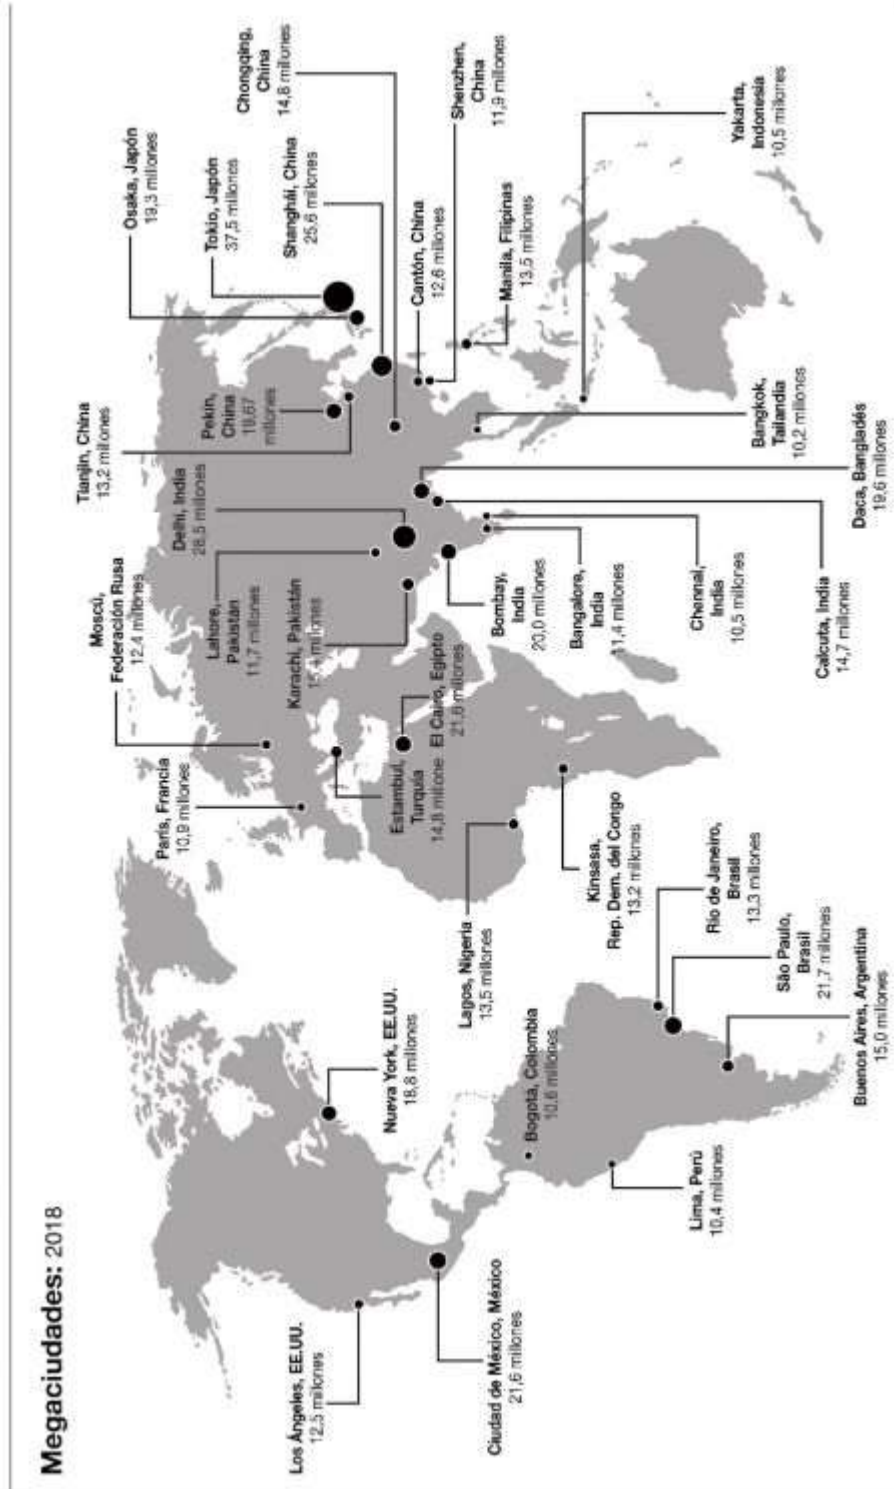 Megaciudades: 2018
Los Ángeles, EE.UU.
12,5 millones
Ciudad de México, México
21,6 millones
Nueva York, EE.UU.
18,8 millones
Bogotá, Colombia
10,6 millones
Lima, Perú
10,4 millones
Buenos Aires, Argentina
15,0 millones
São Paulo,
Brasil
21,7 millones
Río de Janeiro,
Brasil
13,3 millones
Lagos, Nigeria
13,5 millones
Kinsasa,
Rep. Dem. del Congo
13,2 millones
París, Francia
10,9 millones
Moscú,
Federación Rusa
12,4 millones
Estambul,
Turquía
14,8 millone
El Cairo, Egipto
21,6 millones
Lahore,
Pakistán
11,7 millones
Karachi, Pakistán
millones
Delhi, India
28,5 millones
Bombay,
India
20,0 millones
Bangalore,
India
11,4 millones
Chennai,
India
10,5 millones
Calcuta, India
14,7 millones
Daca, Bangladés
19,6 millones
Tianjin, China
13,2 millones
Pekín,
China
millones
Osaka, Japón
19,3 millones
Tokio, Japón
37,5 millones
Shanghái, China
25,6 millones
Chongqing,
China
14,8 millones
Cantón, China
12,6 millones
Shenzhen,
China
11,9 millones
Manila, Filipinas
13,5 millones
Bangkok,
Tailandia
10,2 millones
Yakarta,
Indonesia
10,5 millones